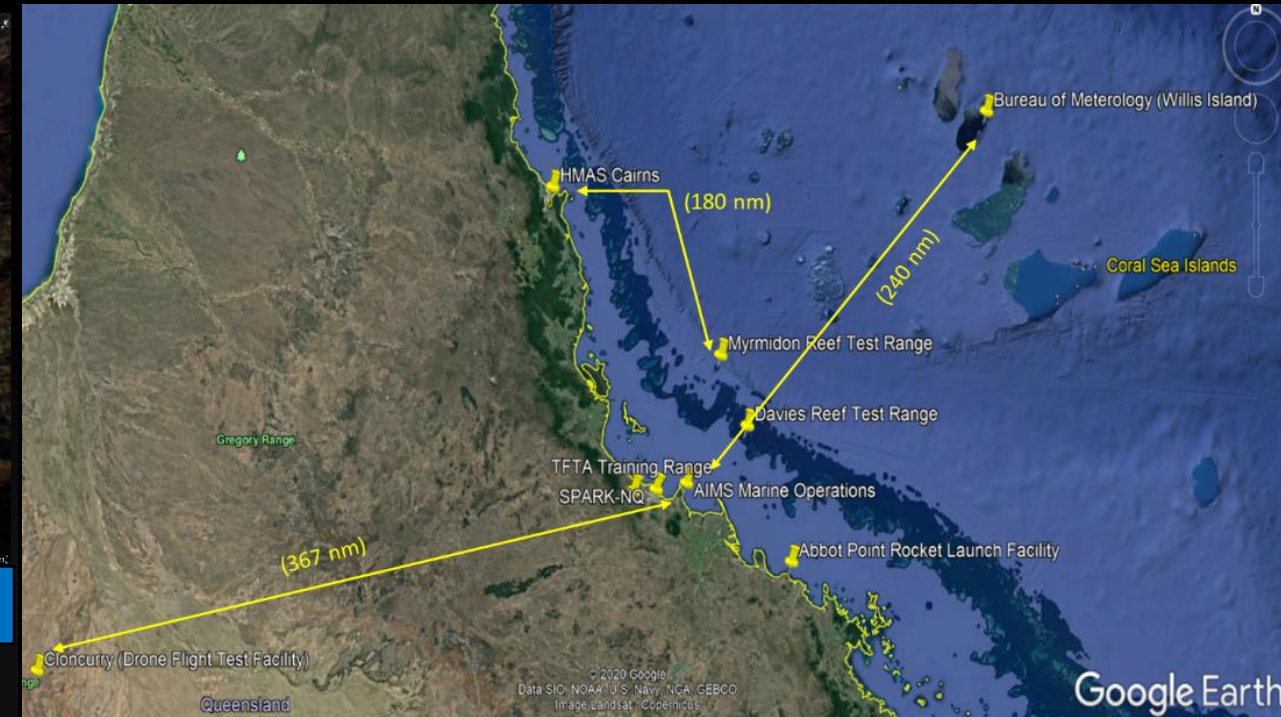 N
Bureau of Meterology (Willis Island)
HMAS Cairns
(180 nm)
(240 nm)
Coral Sea Islands
Myrmidon Reef Test Range
Davies Reef Test Range
Gregory Range
TFTA Training Range
SPARK-NQ
AIMS Marine Operations
(367 nm)
Abbot Point Rocket Launch Facility
Cloncurry (Drone Flight Test Facility)
Queensland
© 2020 Google
Data SIO, NOAA, U.S. Navy, NGA, GEBCO
Image Landsat / Copernicus
Google Earth